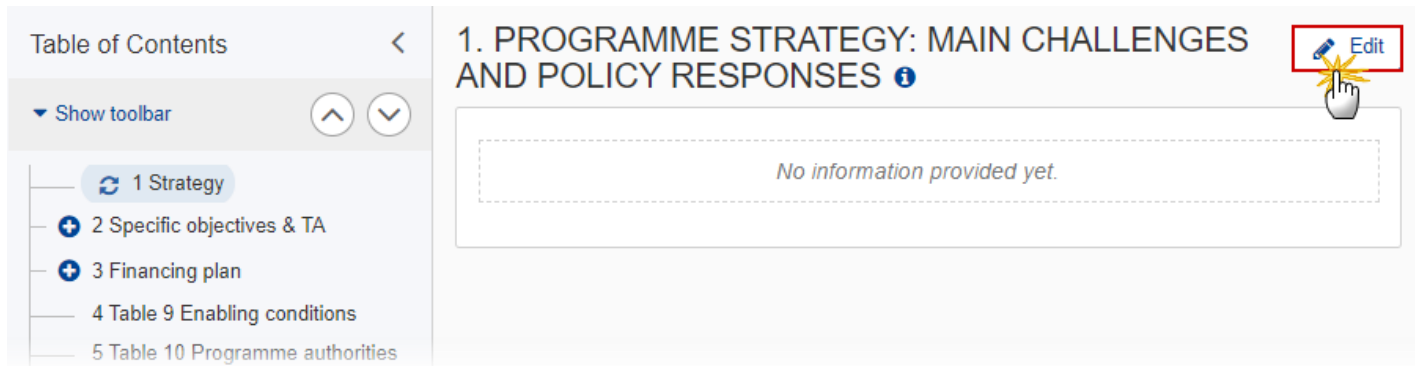 Table of Contents
Show toolbar
1 Strategy
2 Specific objectives & TA
3 Financing plan
4 Table 9 Enabling conditions
5 Table 10 Programme authorities
1. PROGRAMME STRATEGY: MAIN CHALLENGES
AND POLICY RESPONSES
Edit
No information provided yet.